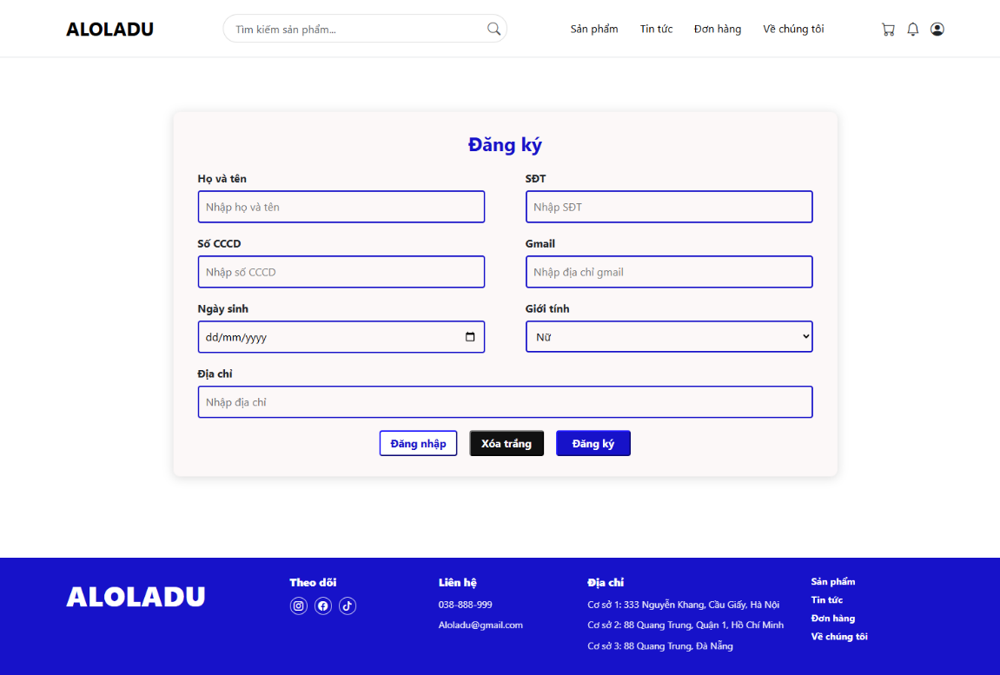 ALOLADU
Tìm kiếm sản phẩm...
Sản phẩm Tin tức Đơn hàng Về chúng tôi
Đăng ký
Họ và tên SĐT
Nhập họ và tên Nhập SĐT
Số CCCD Gmail
Nhập số CCCD Nhập địa chỉ gmail
Ngày sinh Giới tính
dd/mm/yyyy Nữ
Địa chỉ
Nhập địa chỉ
Đăng nhập Xóa trắng Đăng ký
ALOLADU
Theo dõi
Liên hệ
038-888-999
Aloladu@gmail.com
Địa chỉ
Cơ sở 1: 333 Nguyễn Khang, Cầu Giấy, Hà Nội
Cơ sở 2: 88 Quang Trung, Quận 1, Hồ Chí Minh
Cơ sở 3: 88 Quang Trung, Đà Nẵng
Sản phẩm
Tin tức
Đơn hàng
Về chúng tôi